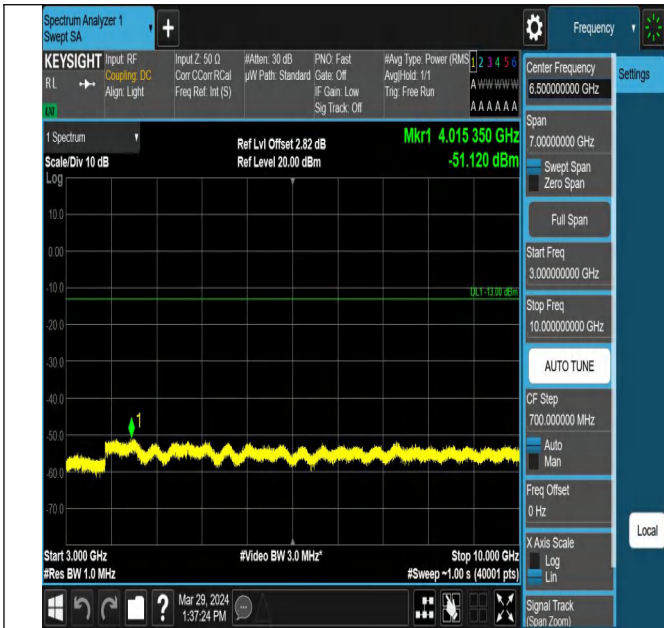 Spectrum Analyzer 1
Swept SA
Frequency
KEYSIGHT
RL
LXI
Input: RF
Coupling: DC
Align: Light
Input Z: 50 Ω
Corr CCorr RCal
Freq Ref: Int (S)
#Atten: 30 dB
µW Path: Standard
PNO: Fast
Gate: Off
IF Gain: Low
Sig Track: Off
#Avg Type: Power (RMS
Avg|Hold: 1/1
Trig: Free Run
1 2 3 4 5 6
A W W W W W
A A A A A A
Center Frequency
6.500000000 GHz
Settings
Span
7.00000000 GHz
Swept Span
Zero Span
Full Span
Start Freq
3.000000000 GHz
Stop Freq
10.000000000 GHz
AUTO TUNE
CF Step
700.000000 MHz
Auto
Man
Freq Offset
0 Hz
X Axis Scale
Log
Lin
Signal Track
(Span Zoom)
Local
1 Spectrum
Scale/Div 10 dB
Log
Ref Lvl Offset 2.82 dB
Ref Level 20.00 dBm
Mkr1 4.015 350 GHz
-51.120 dBm
10.0
0.00
-10.0
DL1 -13.00 dBm
-20.0
-30.0
-40.0
1
-50.0
-60.0
-70.0
Start 3.000 GHz
#Res BW 1.0 MHz
#Video BW 3.0 MHz*
Stop 10.000 GHz
#Sweep ~1.00 s (40001 pts)
?
Mar 29, 2024
1:37:24 PM